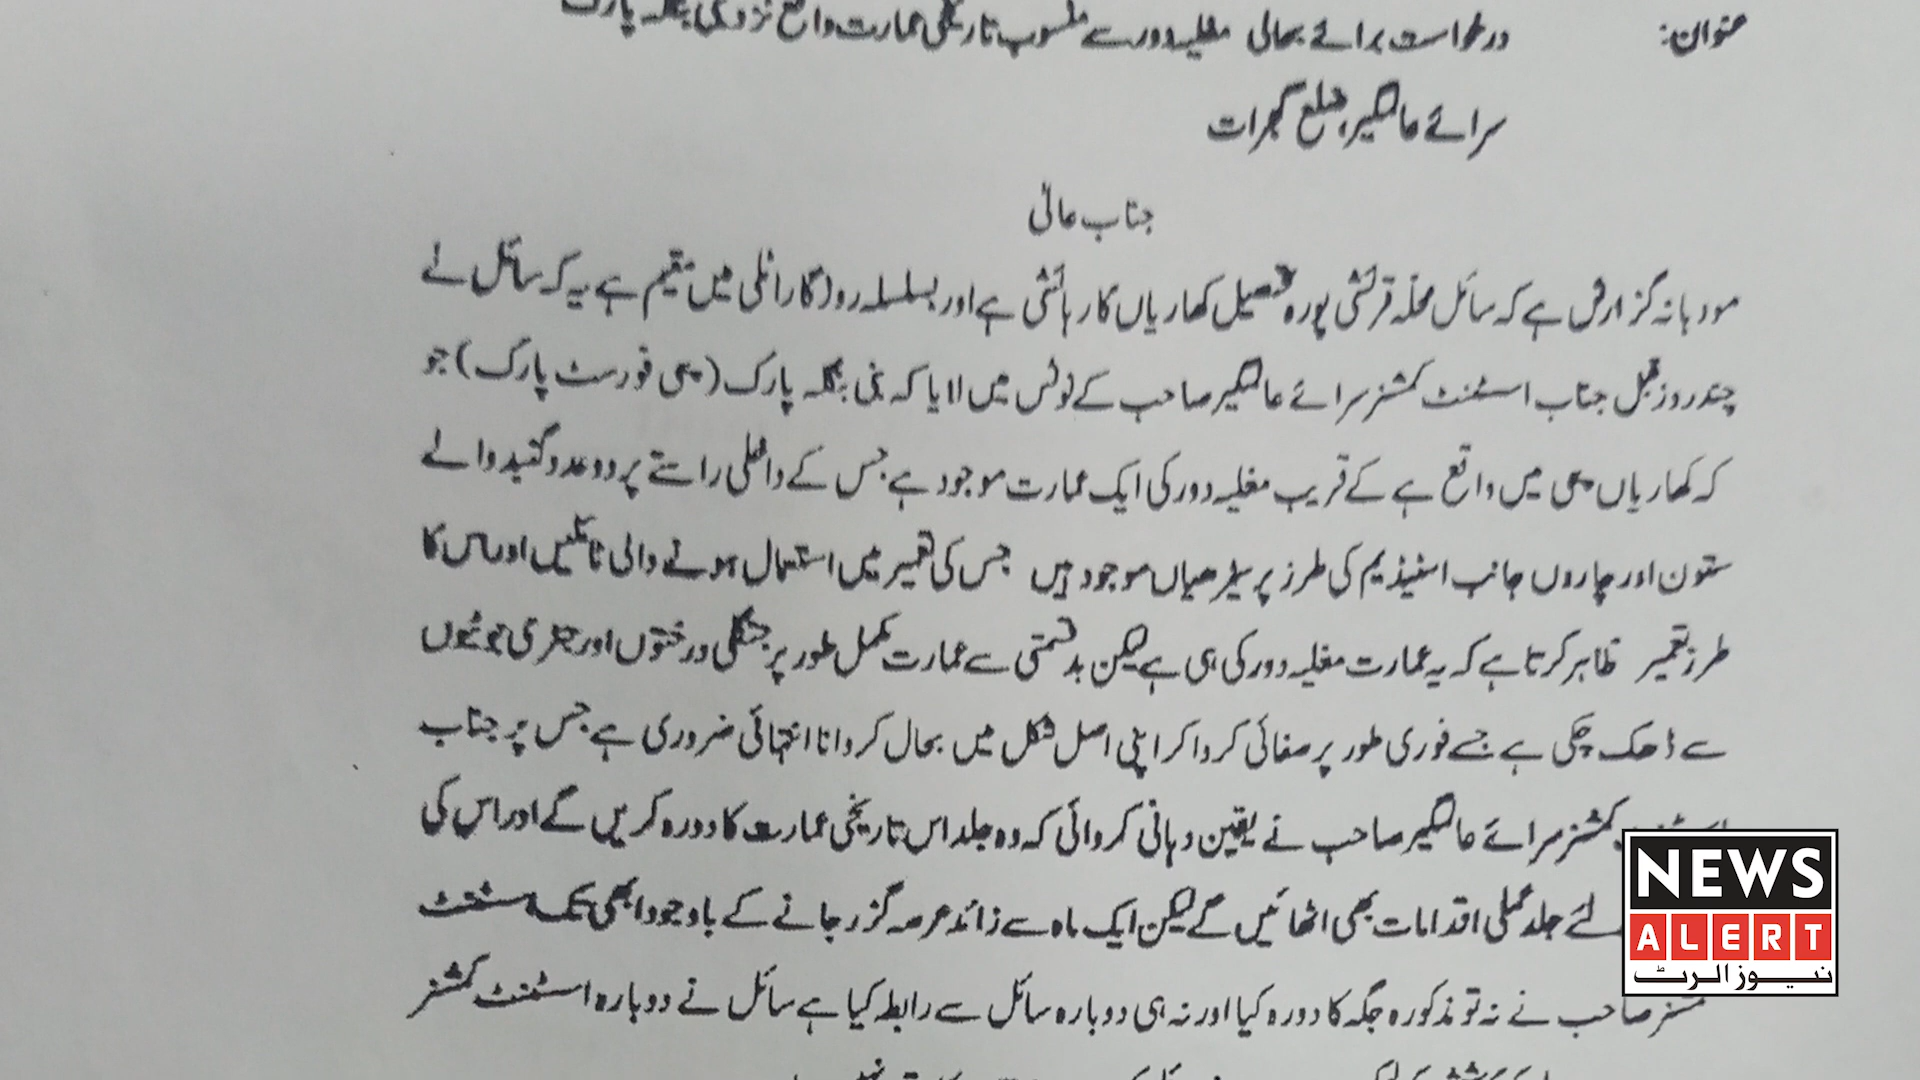 عنوان: درخواست برائے بحالی مغلیہ دور سے منسوب تاریخی عمارت واقع نزد پبی بنگلہ پارک
سرائے عالمگیر، ضلع گجرات
جناب عالی
مودبانہ گزارش ہے کہ سائل محلہ قریشی پورہ تحصیل کھاریاں کا رہائشی ہے اور بسلسلہ روزگار اٹلی میں مقیم ہے یہ کہ سائل نے
چند روز قبل جناب اسسٹنٹ کمشنر سرائے عالمگیر صاحب کے نوٹس میں لایا کہ پبی بنگلہ پارک (پبی فورسٹ پارک) جو
کہ کھاریاں پبی میں واقع ہے کے قریب مغلیہ دور کی ایک عمارت موجود ہے جس کے داخلی راستے پر دو عدد گنبد والے
ستون اور چاروں جانب اسٹیڈیم کی طرز پر سیڑھیاں موجود ہیں جس کی تعمیر میں استعمال ہونے والی ٹائلیں اور اس کا
طرز تعمیر ظاہر کرتا ہے کہ یہ عمارت مغلیہ دور کی ہی ہے لیکن بدقسمتی سے عمارت مکمل طور پر جنگلی درختوں اور جڑی بوٹیوں
سے ڈھک چکی ہے جسے فوری طور پر صفائی کروا کر اپنی اصل شکل میں بحال کروانا انتہائی ضروری ہے جس پر جناب
اسسٹنٹ کمشنر سرائے عالمگیر صاحب نے یقین دہانی کروائی کہ وہ جلد اس تاریخی عمارت کا دورہ کریں گے اور اس کی
لئے جلد عملی اقدامات بھی اٹھائیں گے لیکن ایک ماہ سے زائد عرصہ گزر جانے کے باوجود ابھی تک اسسٹنٹ
کمشنر صاحب نے نہ تو مذکورہ جگہ کا دورہ کیا اور نہ ہی دوبارہ سائل سے رابطہ کیا ہے سائل نے دوبارہ اسسٹنٹ کمشنر
NEWS
ALERT
نیوز الرٹ